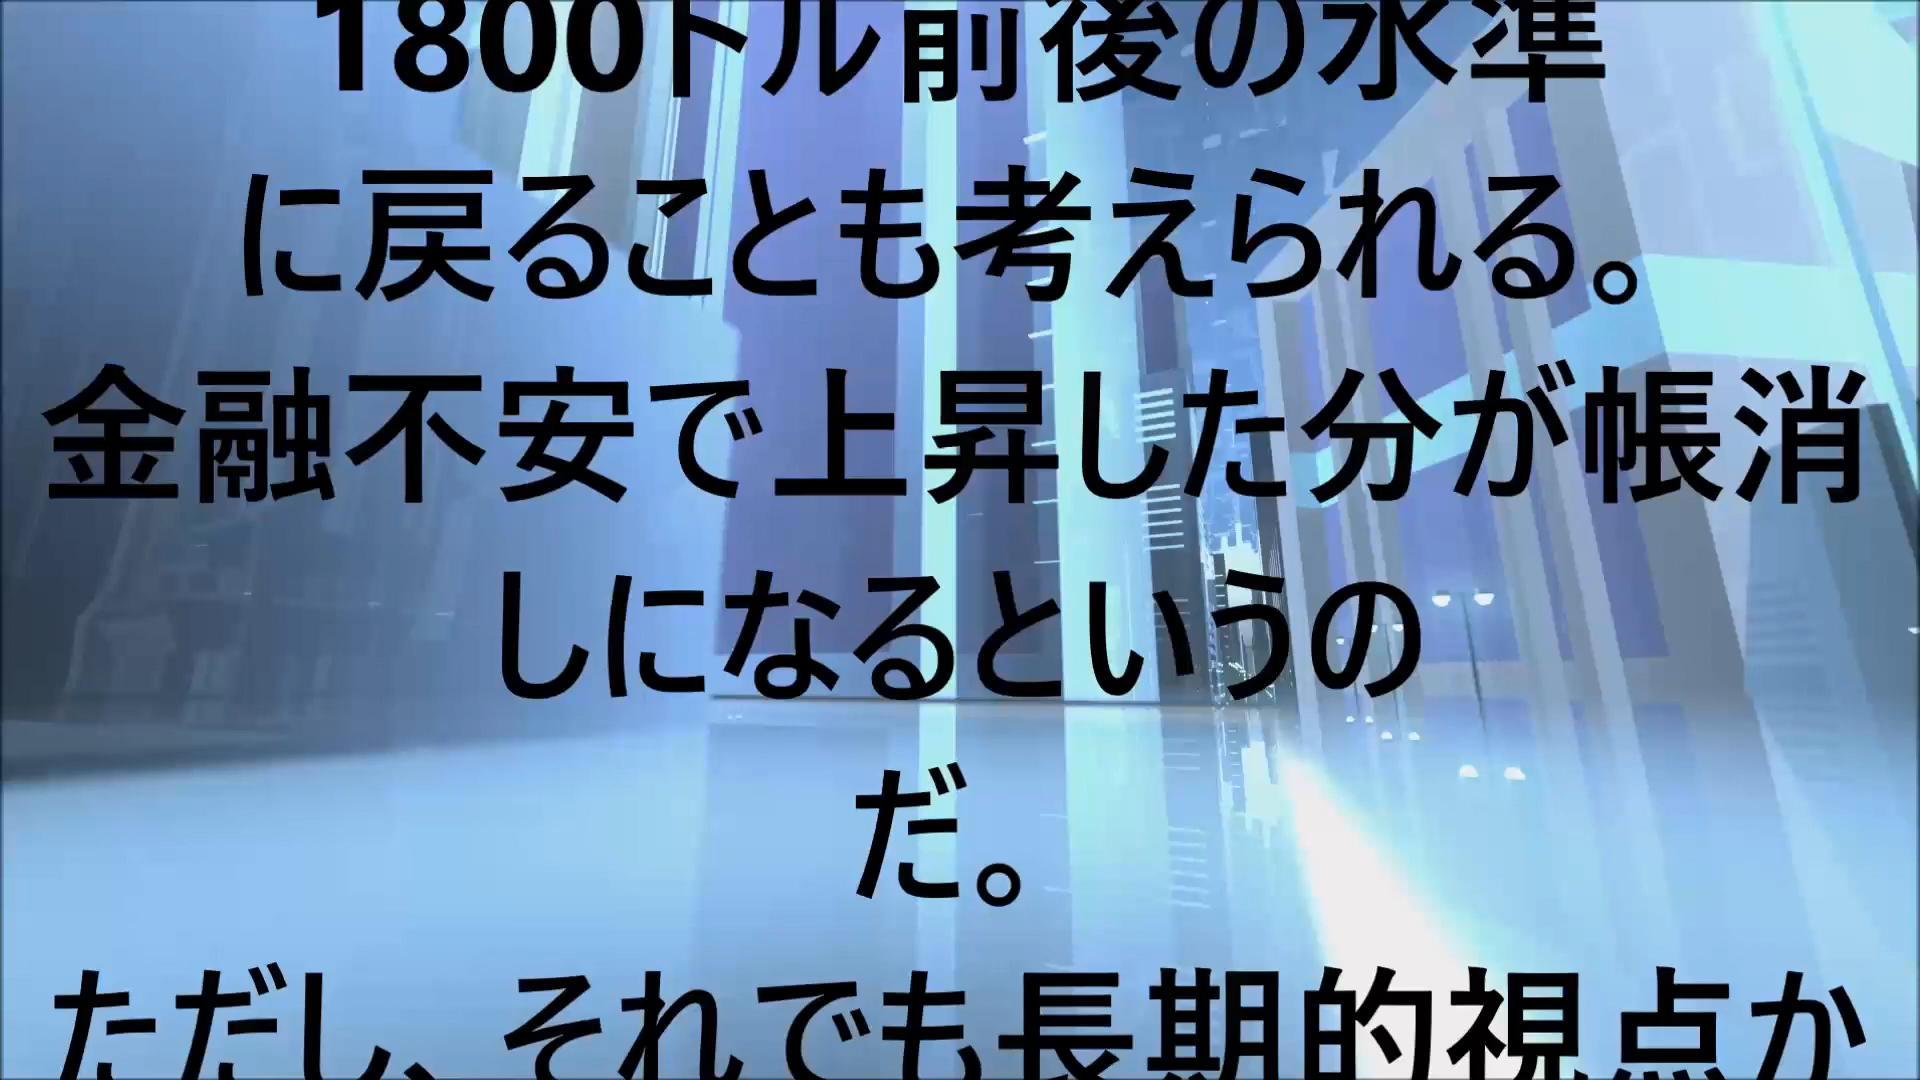 1800ドル前後の水準
に戻ることも考えられる。
金融不安で上昇した分が帳消
しになるというの
だ。
ただし、それでも長期的視点か